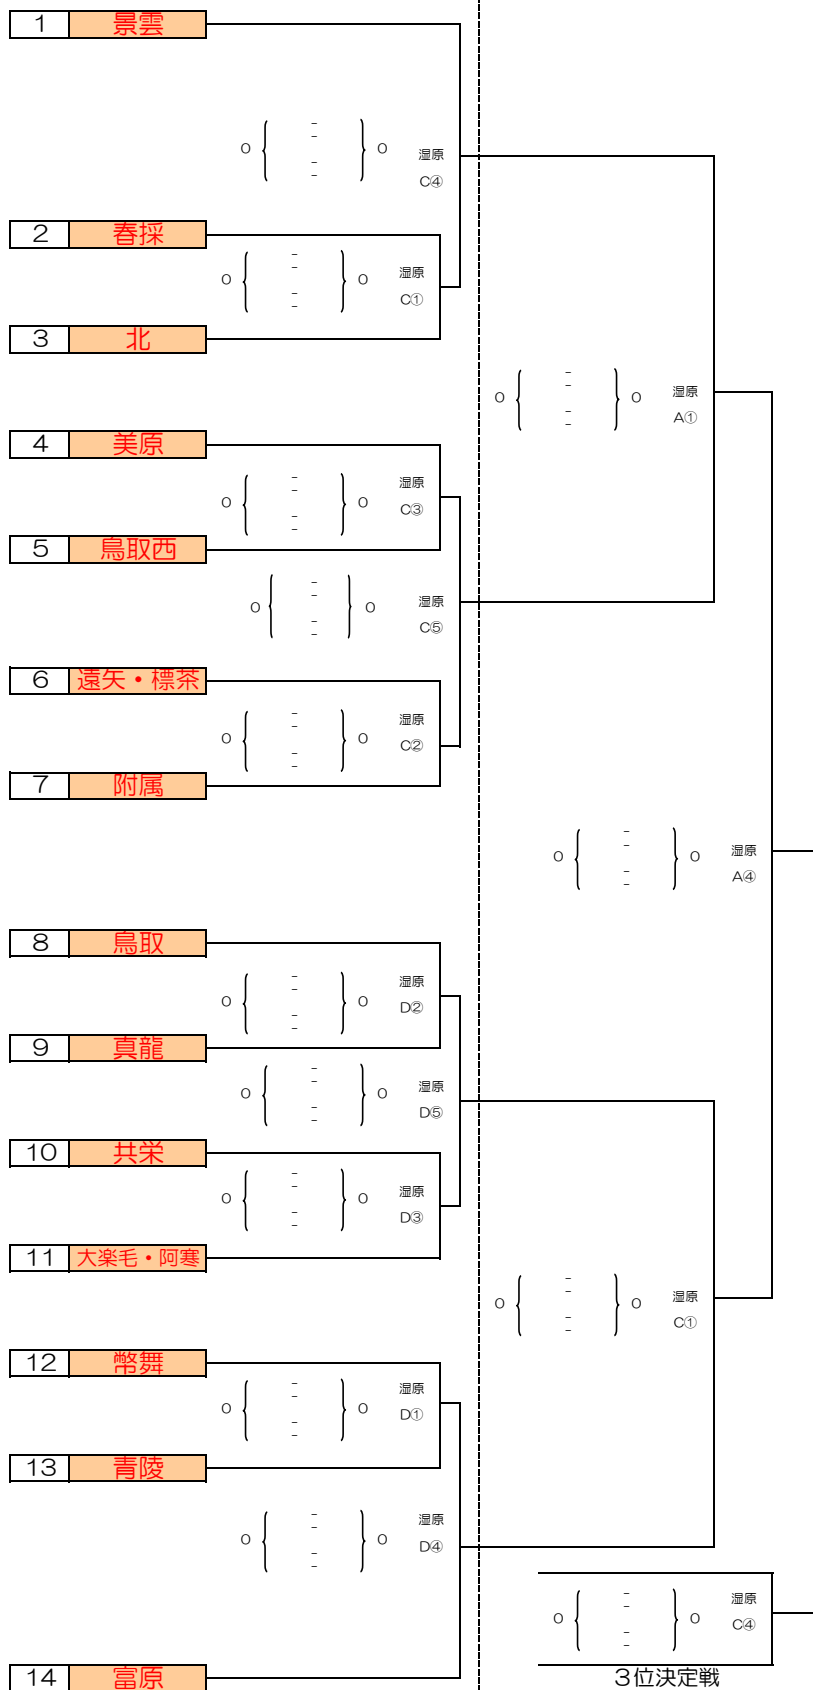 1 景雲
–
–
0 { } 0 湿原
–
– C④
2 春採
–
–
0 { } 0 湿原
–
– C①
3 北
–
–
0 { } 0 湿原
–
– A①
4 美原
–
–
0 { } 0 湿原
–
– C③
5 鳥取西
–
–
0 { } 0 湿原
–
– C⑤
6 遠矢・標茶
–
–
0 { } 0 湿原
–
– C②
7 附属
–
–
0 { } 0 湿原
–
– A④
8 鳥取
–
–
0 { } 0 湿原
–
– D②
9 真龍
–
–
0 { } 0 湿原
–
– D⑤
10 共栄
–
–
0 { } 0 湿原
–
– D③
11 大楽毛・阿寒
–
–
0 { } 0 湿原
–
– C①
12 幣舞
–
–
0 { } 0 湿原
–
– D①
13 青陵
–
–
0 { } 0 湿原
–
– D④
–
–
0 { } 0 湿原
–
– C④
14 富原
3位決定戦